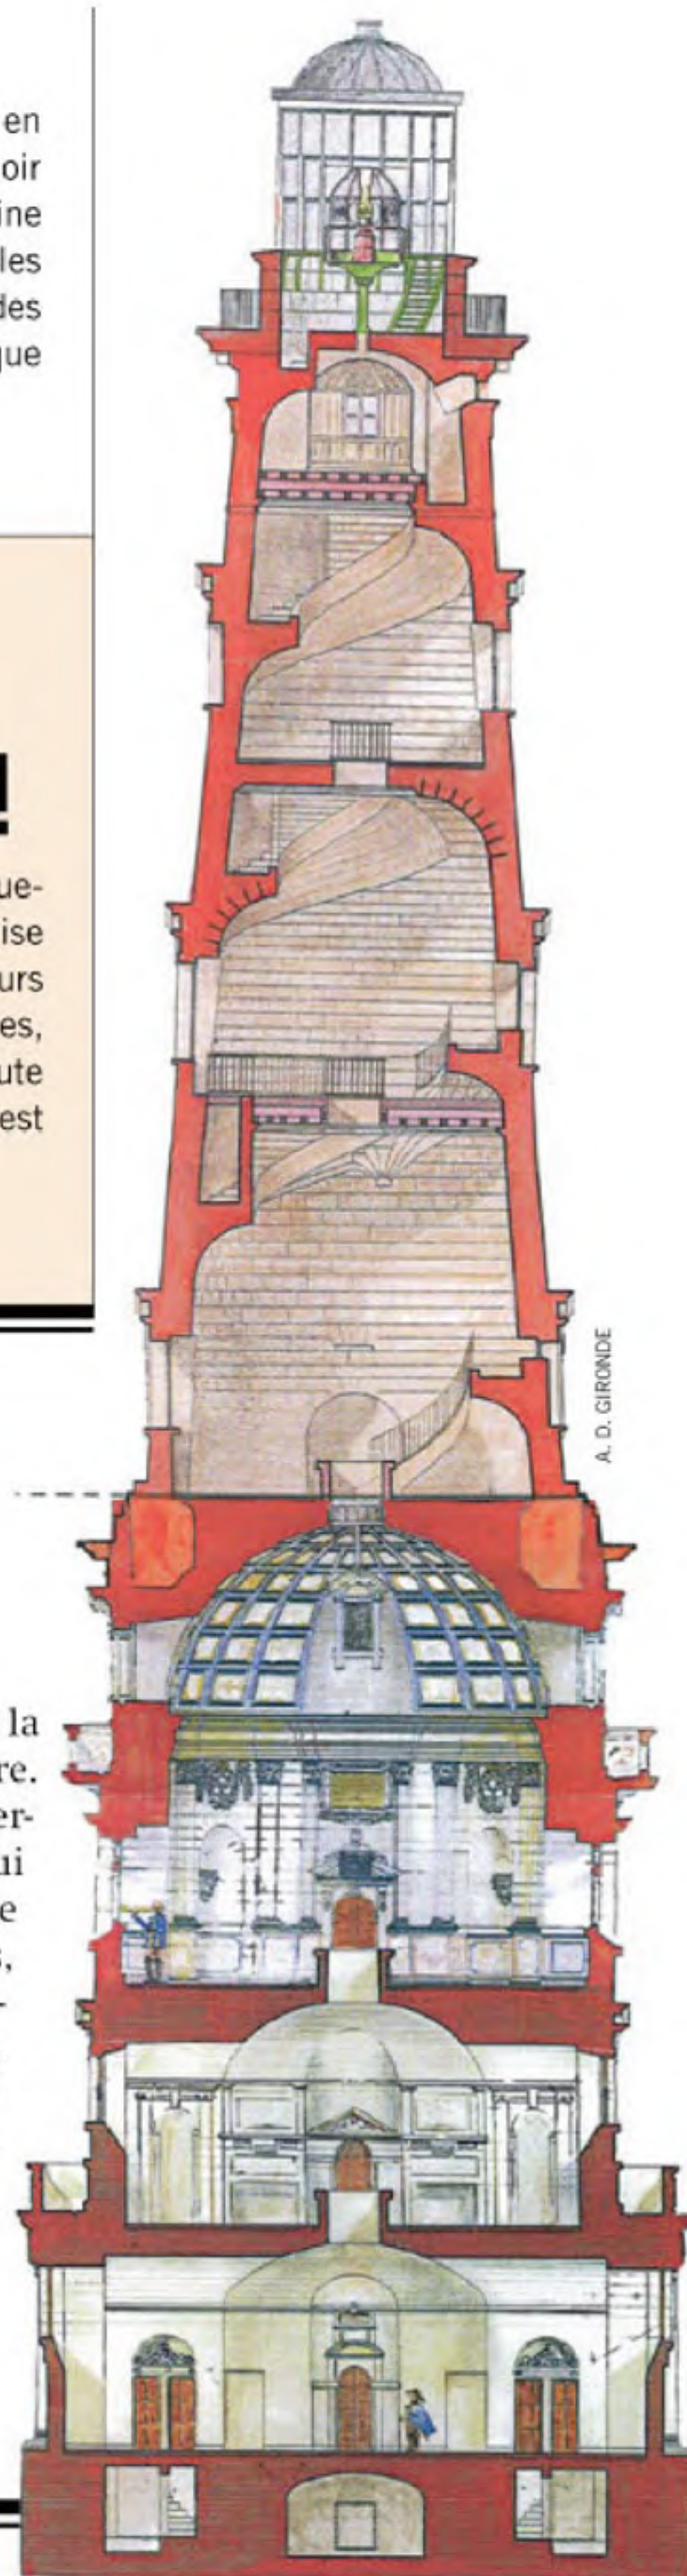 en
oir
ine
les
des
que
ue-
ise
urs
es,
ute
est
A. D. GIRONDE
la
re.
er-
ui
e
s,
-